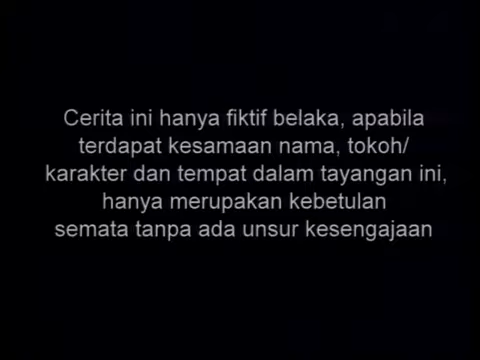 Cerita ini hanya fiktif belaka, apabila
terdapat kesamaan nama, tokoh/
karakter dan tempat dalam tayangan ini,
hanya merupakan kebetulan
semata tanpa ada unsur kesengajaan